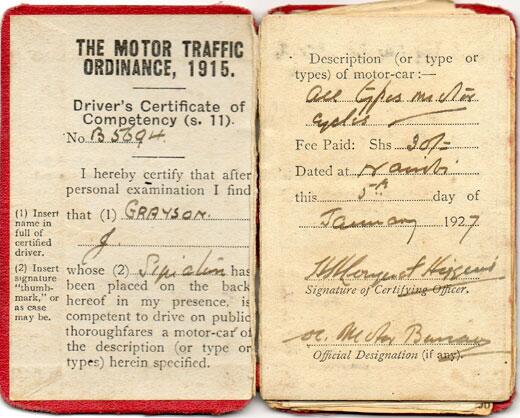 THE MOTOR TRAFFIC
ORDINANCE, 1915.
Driver's Certificate of
Competency (s. 11).
No. B 5694.
I hereby certify that after
personal examination I find
(1) Insert
name in
full of
certified
driver.
that (1) GRAYSON.
J.
(2) Insert
signature
"thumb-
mark," or
as case
may be.
whose (2) Signature has
been placed on the back
hereof in my presence, is
competent to drive on public
thoroughfares a motor-car of
the description (or type or
types) herein specified.
Description (or type or
types) of motor-car:—
All types motor
cycles
Fee Paid: Shs 20/-
Dated at Nairobi
this 5th day of
January 1927
Higgens
Signature of Certifying Officer.
Motor Bureau
Official Designation (if any).